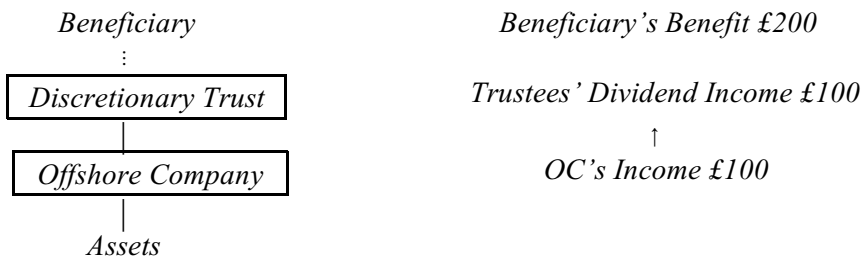 Beneficiary
Beneficiary’s Benefit £200
Discretionary Trust
Trustees’ Dividend Income £100
↑
Offshore Company
OC’s Income £100
Assets